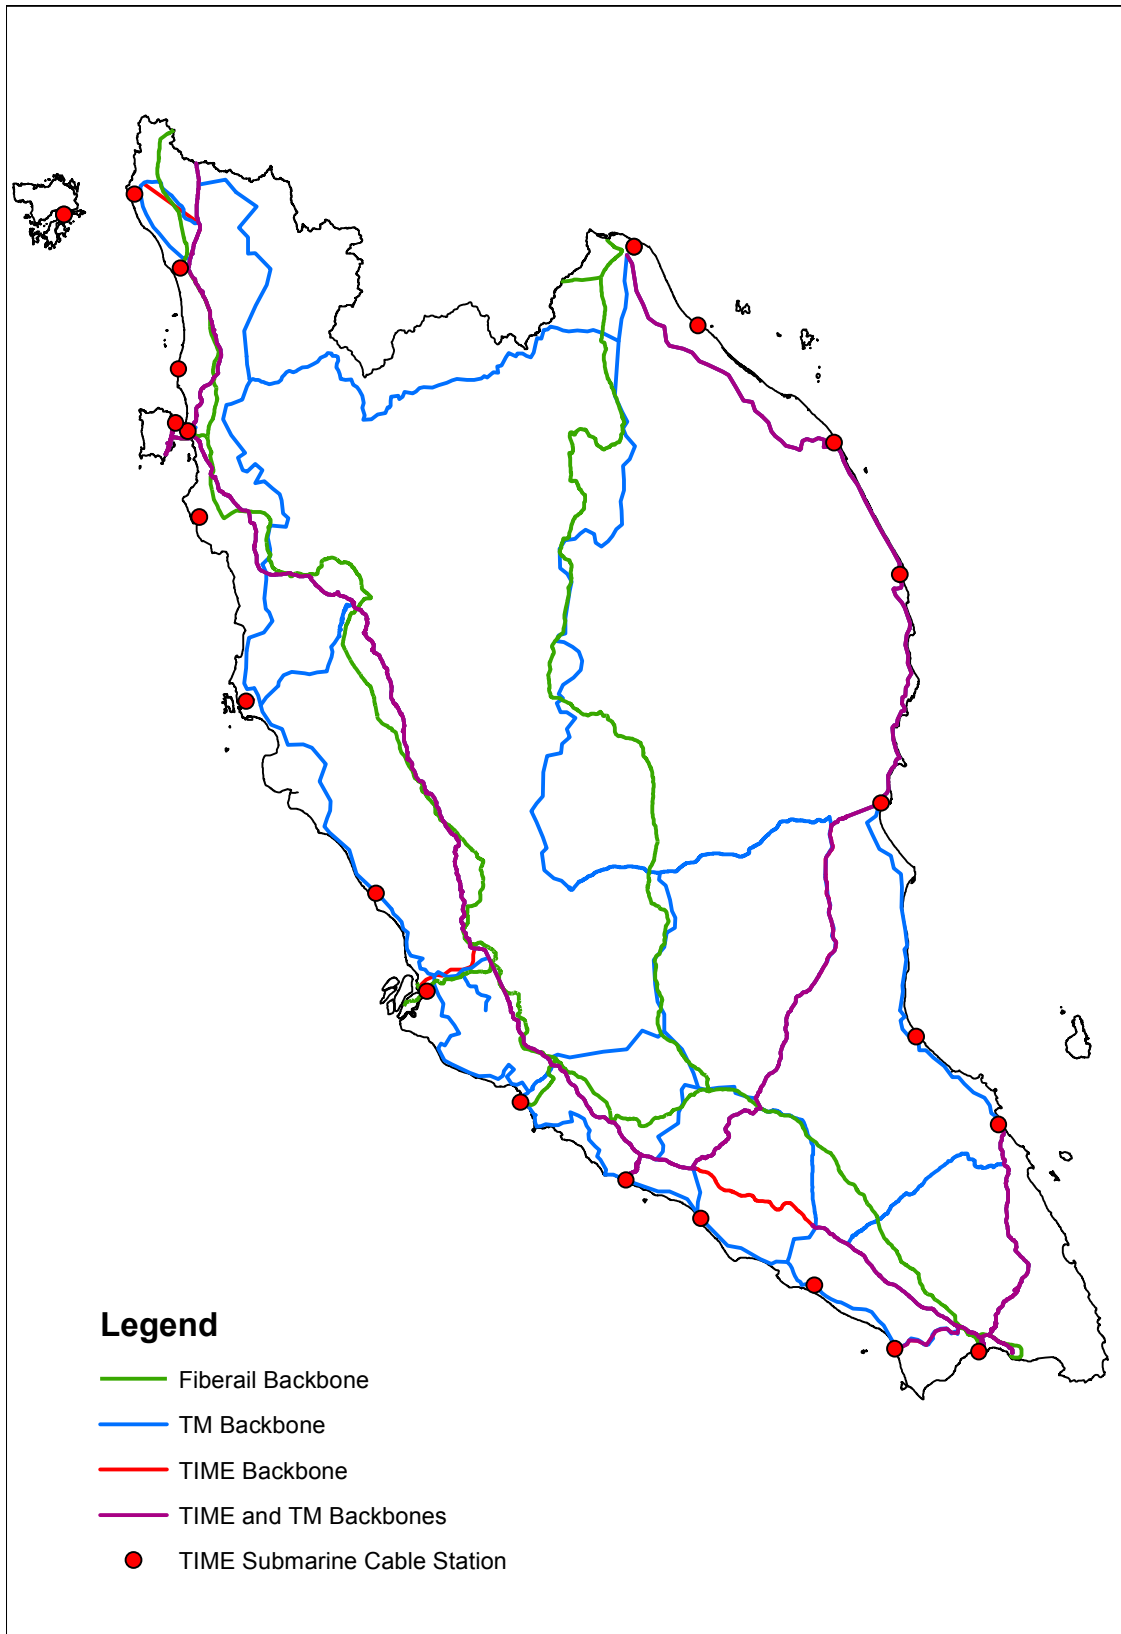 Legend
Fiberail Backbone
TM Backbone
TIME Backbone
TIME and TM Backbones
TIME Submarine Cable Station